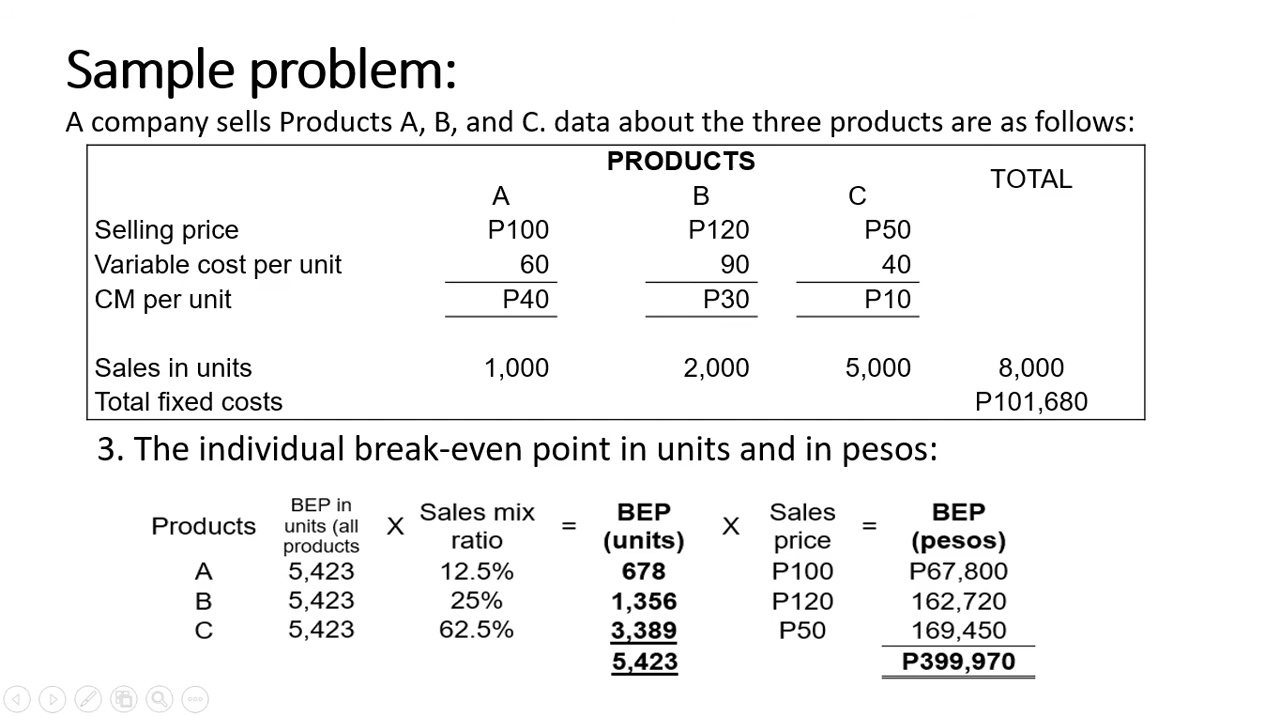 Sample problem:
A company sells Products A, B, and C. data about the three products are as follows:
PRODUCTS
TOTAL
A B C
Selling price P100 P120 P50
Variable cost per unit 60 90 40
CM per unit P40 P30 P10
Sales in units 1,000 2,000 5,000 8,000
Total fixed costs P101,680
3. The individual break-even point in units and in pesos:
Products BEP in units (all products X Sales mix ratio = BEP (units) X Sales price = BEP (pesos)
A 5,423 12.5% 678 P100 P67,800
B 5,423 25% 1,356 P120 162,720
C 5,423 62.5% 3,389 P50 169,450
5,423 P399,970